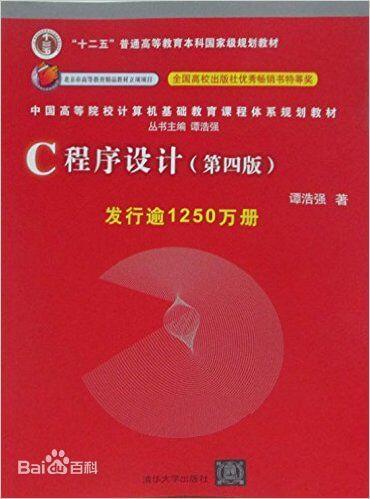 “十二五”普通高等教育本科国家级规划教材
北京市高等教育精品教材立项项目
全国高校出版社优秀畅销书特等奖
中国高等院校计算机基础教育课程体系规划教材
丛书主编 谭浩强
C程序设计(第四版)
谭浩强 著
发行逾1250万册
Bai百科
清华大学出版社